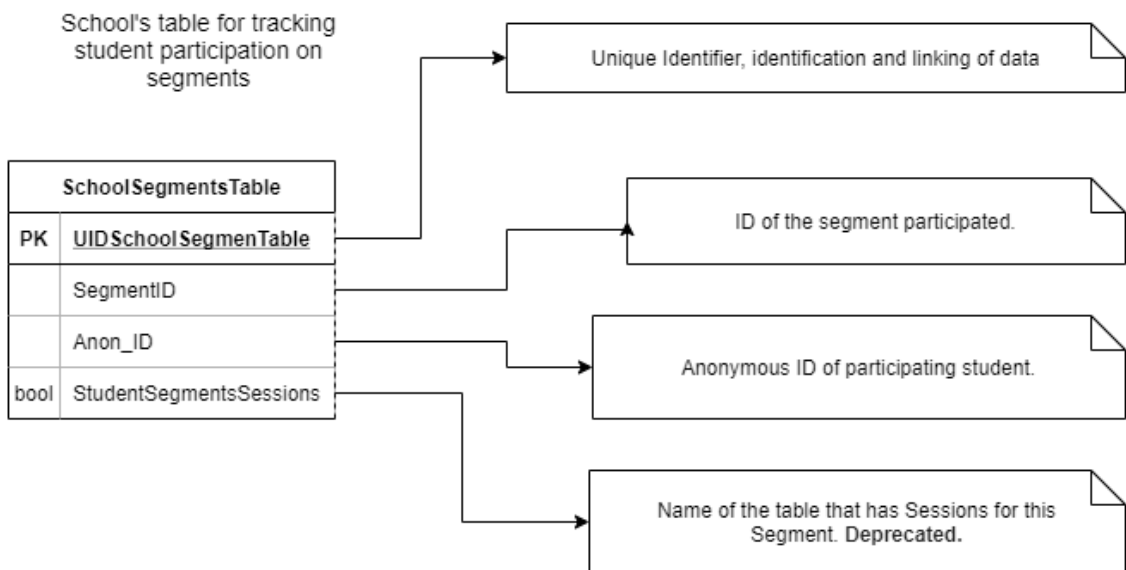 School's table for tracking
student participation on
segments
Unique Identifier, identification and linking of data
SchoolSegmentsTable
PK UIDSchoolSegmenTable
ID of the segment participated.
SegmentID
Anon_ID
Anonymous ID of participating student.
bool StudentSegmentsSessions
Name of the table that has Sessions for this
Segment. Deprecated.